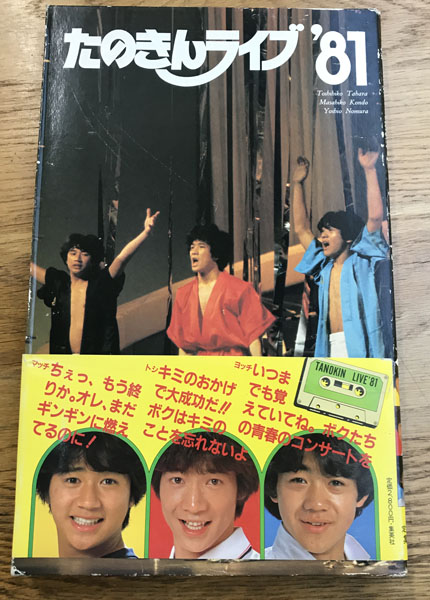 たのきんライブ'81
Toshihiko Tahara
Masahiko Kondo
Yoshio Nomura
マッチ ちぇっ、もう終
りか。オレ、まだ
ギンギンに燃え
てるのに!
トシ キミのおかげ
で大成功だ!!
ボクはキミの
ことを忘れないよ
ヨッチ いつま
でも覚
えていてね。ボクたち
の青春のコンサートを
TANOKIN LIVE'81
集英社